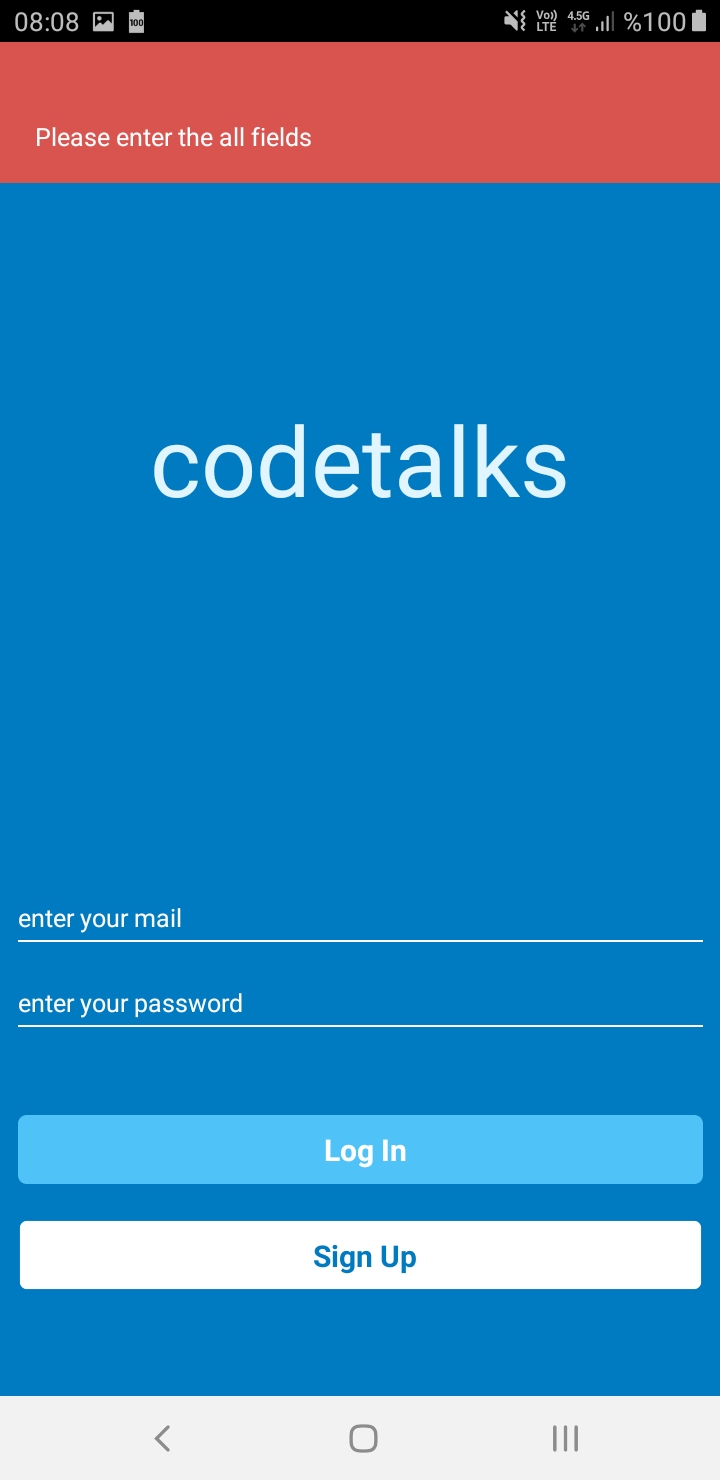 08:08 100 Vo)) LTE 4.5G %100
Please enter the all fields
codetalks
enter your mail
enter your password
Log In
Sign Up